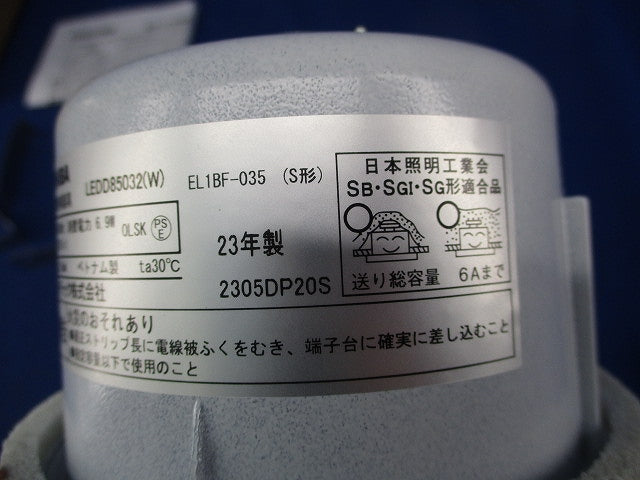 LEDD85032(W)
EL1BF-035 (S形)
消費電力 6.9W
0LSK
PS
E
ベトナム製 ta30℃
株式会社
23年製
2305DP20S
日本照明工業会
SB・SGI・SG形適合品
送り総容量 6Aまで
のおそれあり
ストリップ長に電線被ふくをむき、端子台に確実に差し込むこと
容量以下で使用のこと